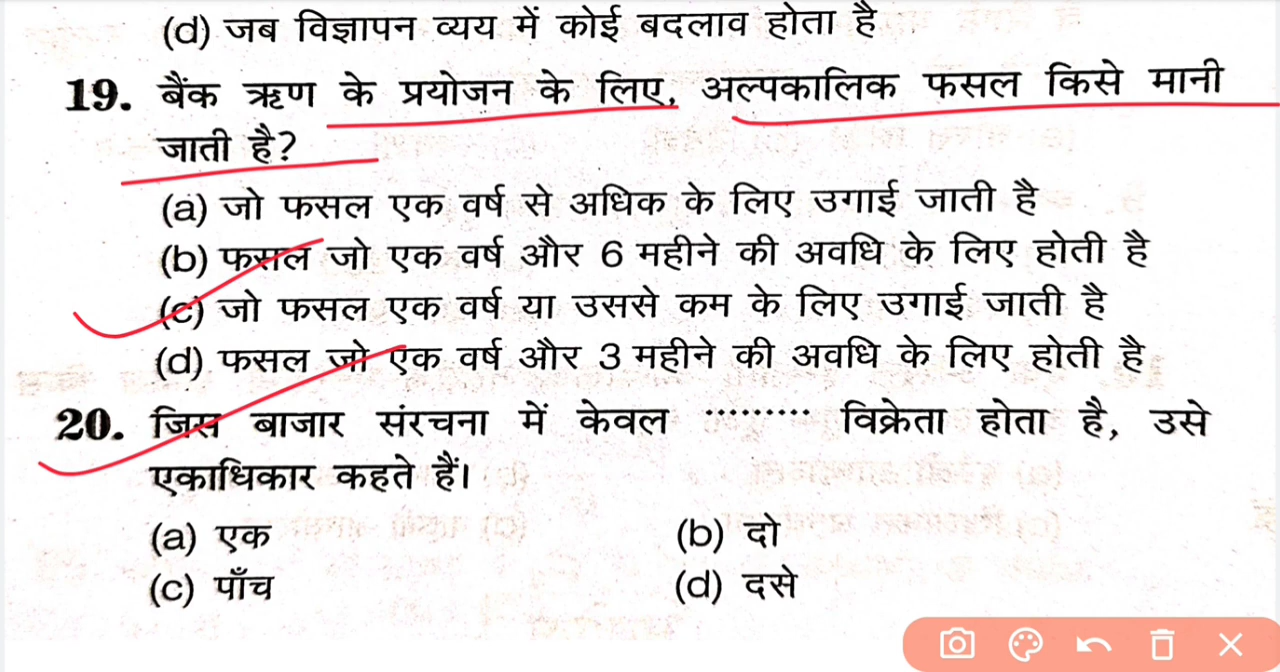 (d) जब विज्ञापन व्यय में कोई बदलाव होता है
19. बैंक ऋण के प्रयोजन के लिए, अल्पकालिक फसल किसे मानी
जाती है?
(a) जो फसल एक वर्ष से अधिक के लिए उगाई जाती है
(b) फसल जो एक वर्ष और 6 महीने की अवधि के लिए होती है
(c) जो फसल एक वर्ष या उससे कम के लिए उगाई जाती है
(d) फसल जो एक वर्ष और 3 महीने की अवधि के लिए होती है
20. जिस बाजार संरचना में केवल ········· विक्रेता होता है, उसे
एकाधिकार कहते हैं।
(a) एक (b) दो
(c) पाँच (d) दसे